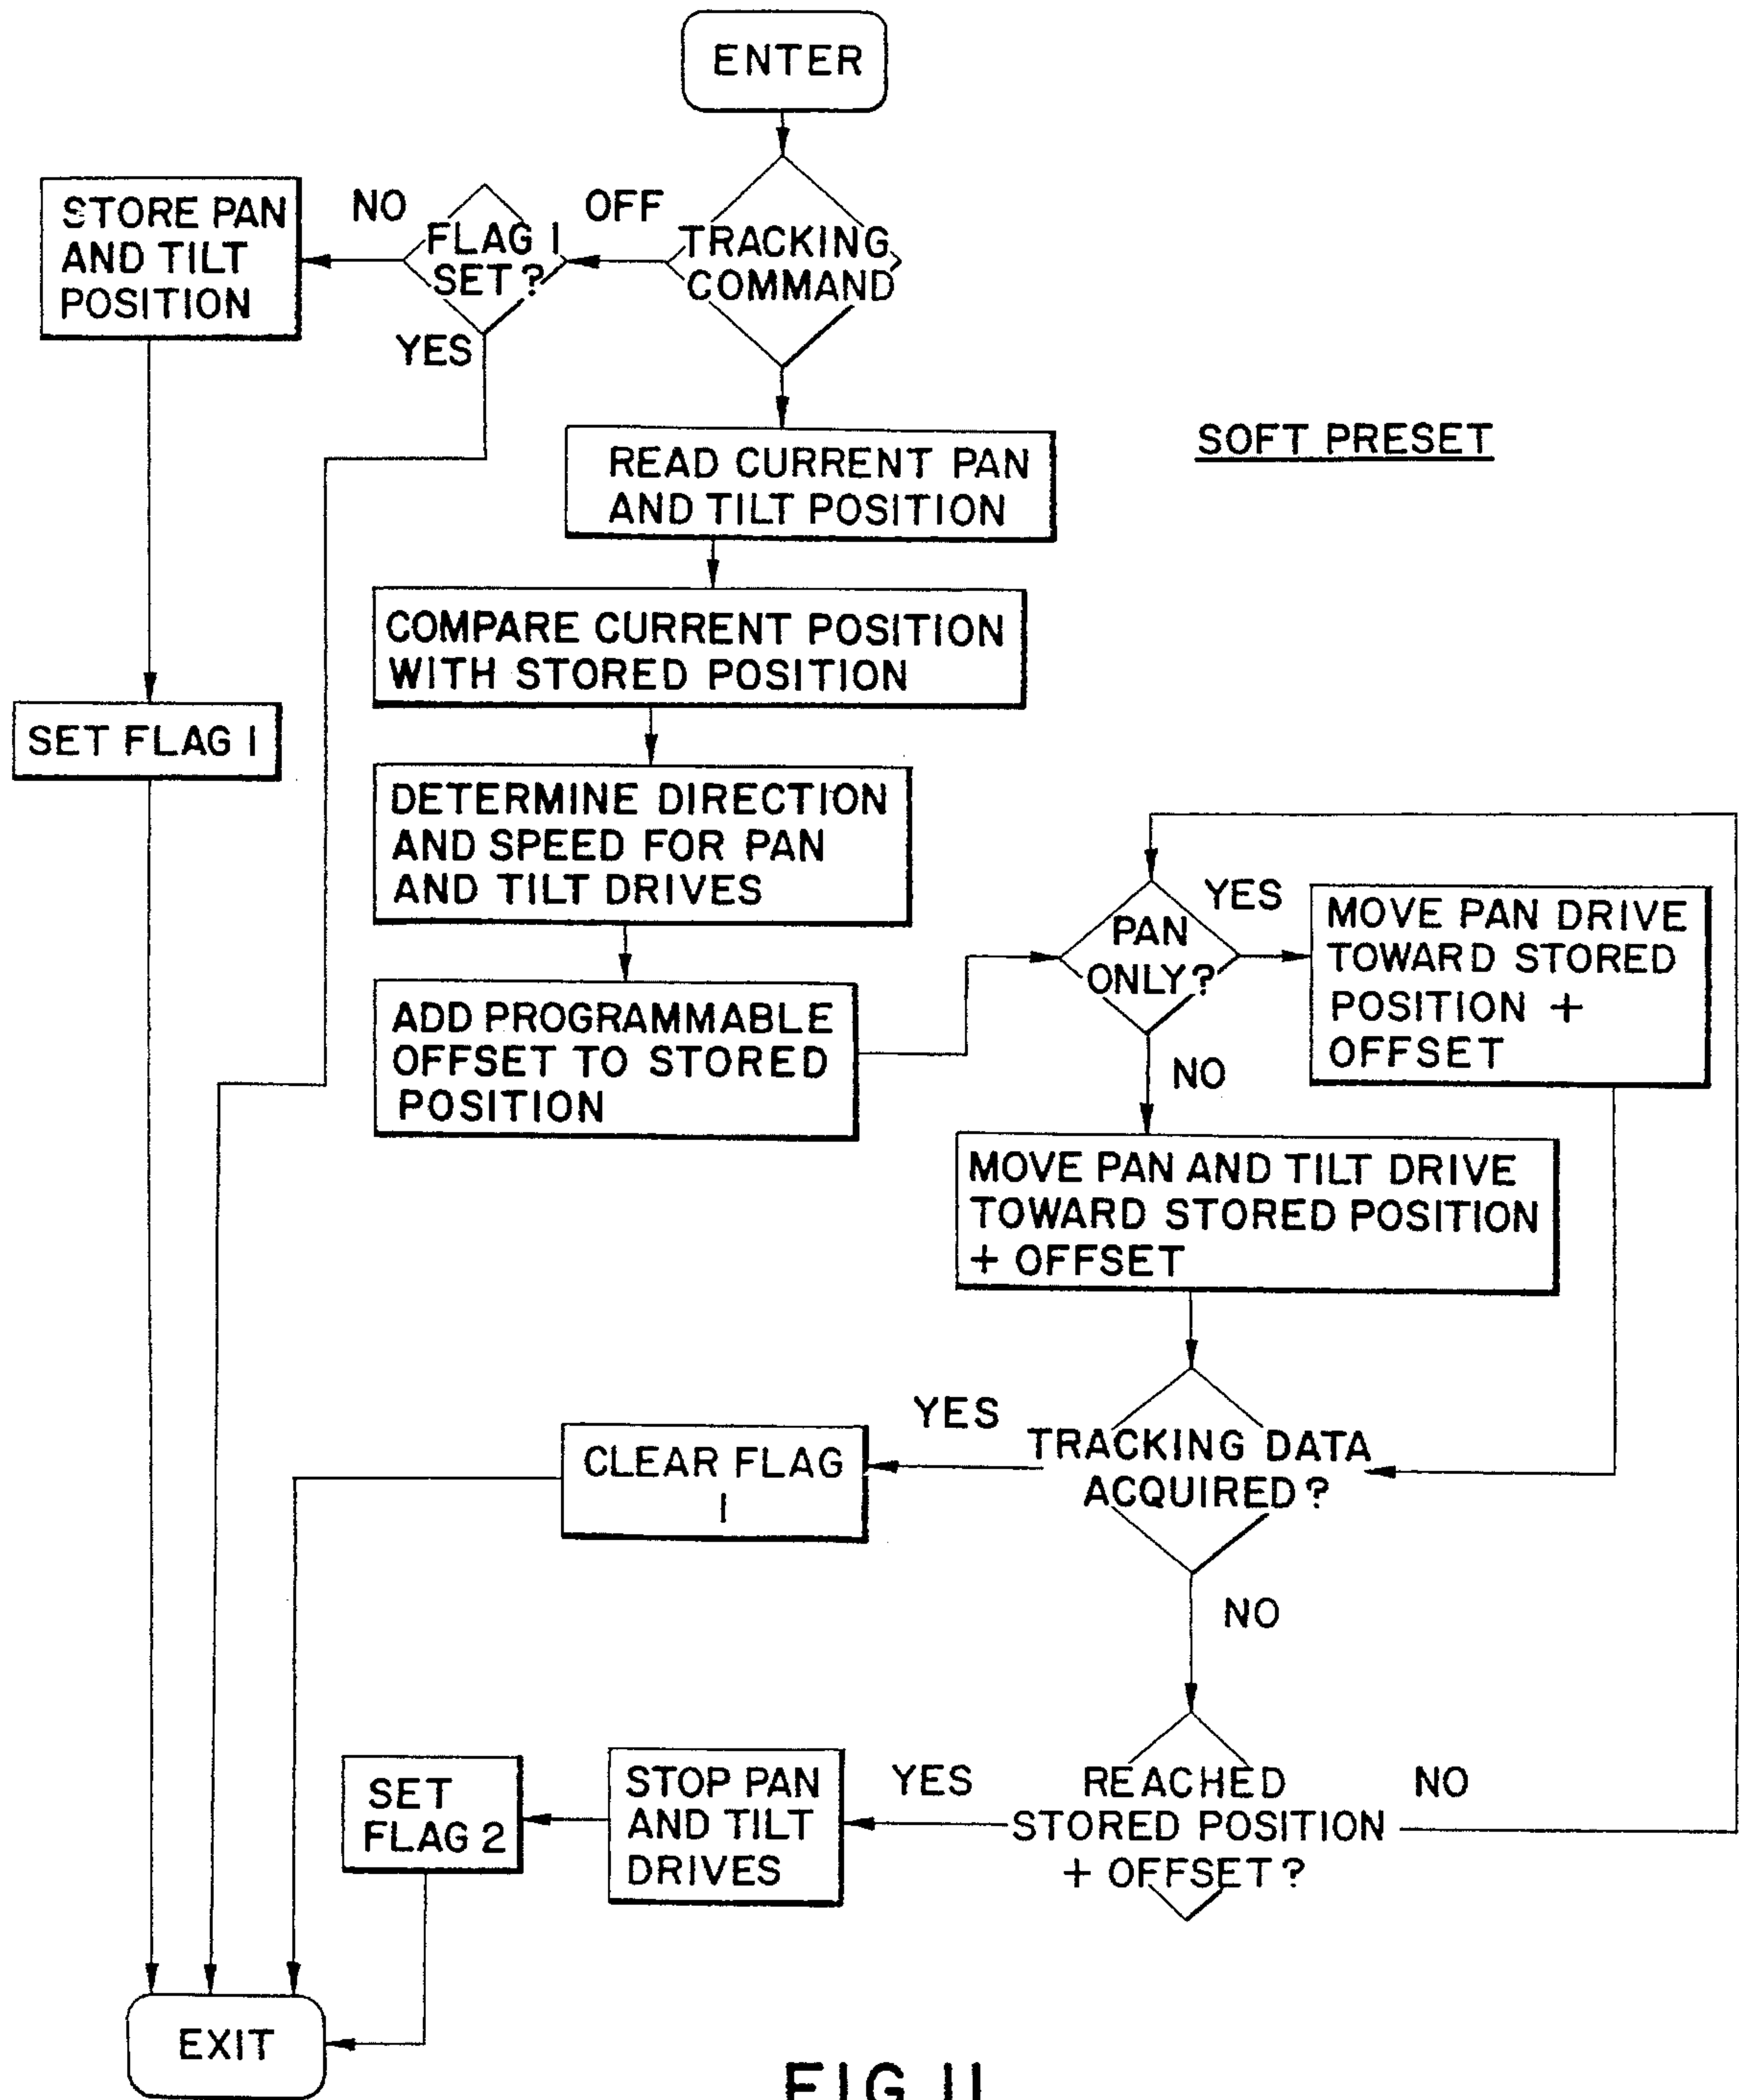 ENTER
TRACKING
COMMAND
OFF
FLAG 1
SET?
NO
YES
STORE PAN
AND TILT
POSITION
SET FLAG 1
READ CURRENT PAN
AND TILT POSITION
SOFT PRESET
COMPARE CURRENT POSITION
WITH STORED POSITION
DETERMINE DIRECTION
AND SPEED FOR PAN
AND TILT DRIVES
ADD PROGRAMMABLE
OFFSET TO STORED
POSITION
PAN
ONLY?
YES
MOVE PAN DRIVE
TOWARD STORED
POSITION +
OFFSET
NO
MOVE PAN AND TILT DRIVE
TOWARD STORED POSITION
+ OFFSET
TRACKING DATA
ACQUIRED?
YES
CLEAR FLAG
1
NO
REACHED
STORED POSITION
+ OFFSET?
NO
YES
STOP PAN
AND TILT
DRIVES
SET
FLAG 2
EXIT
FIG 11